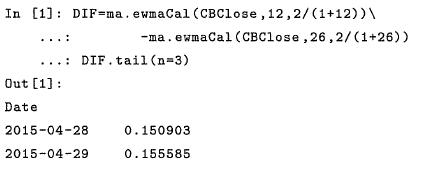 In [1]: DIF=ma.ewmaCal(CBClose,12,2/(1+12))\
   ...:        -ma.ewmaCal(CBClose,26,2/(1+26))
   ...: DIF.tail(n=3)
Out[1]:
Date
2015-04-28    0.150903
2015-04-29    0.155585